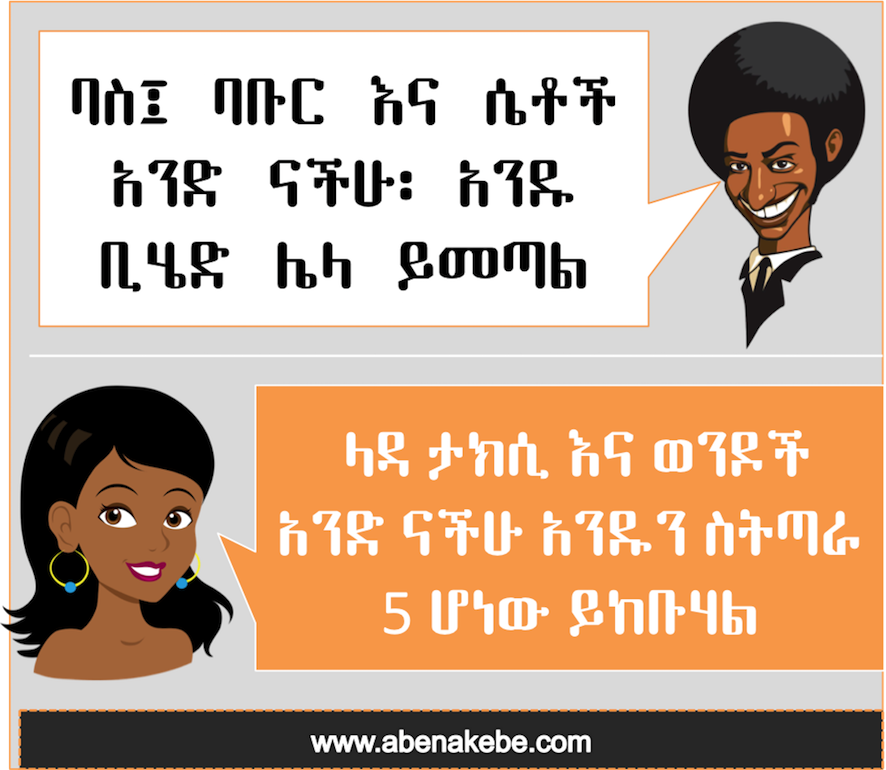 ባስ፤ ባቡር እና ሴቶች
አንድ ናችሁ፡ አንዱ
ቢሄድ ሌላ ይመጣል
ላዳ ታክሲ እና ወንዶች
አንድ ናችሁ አንዱን ስትጣራ
5 ሆነው ይከቡሃል
www.abenakebe.com